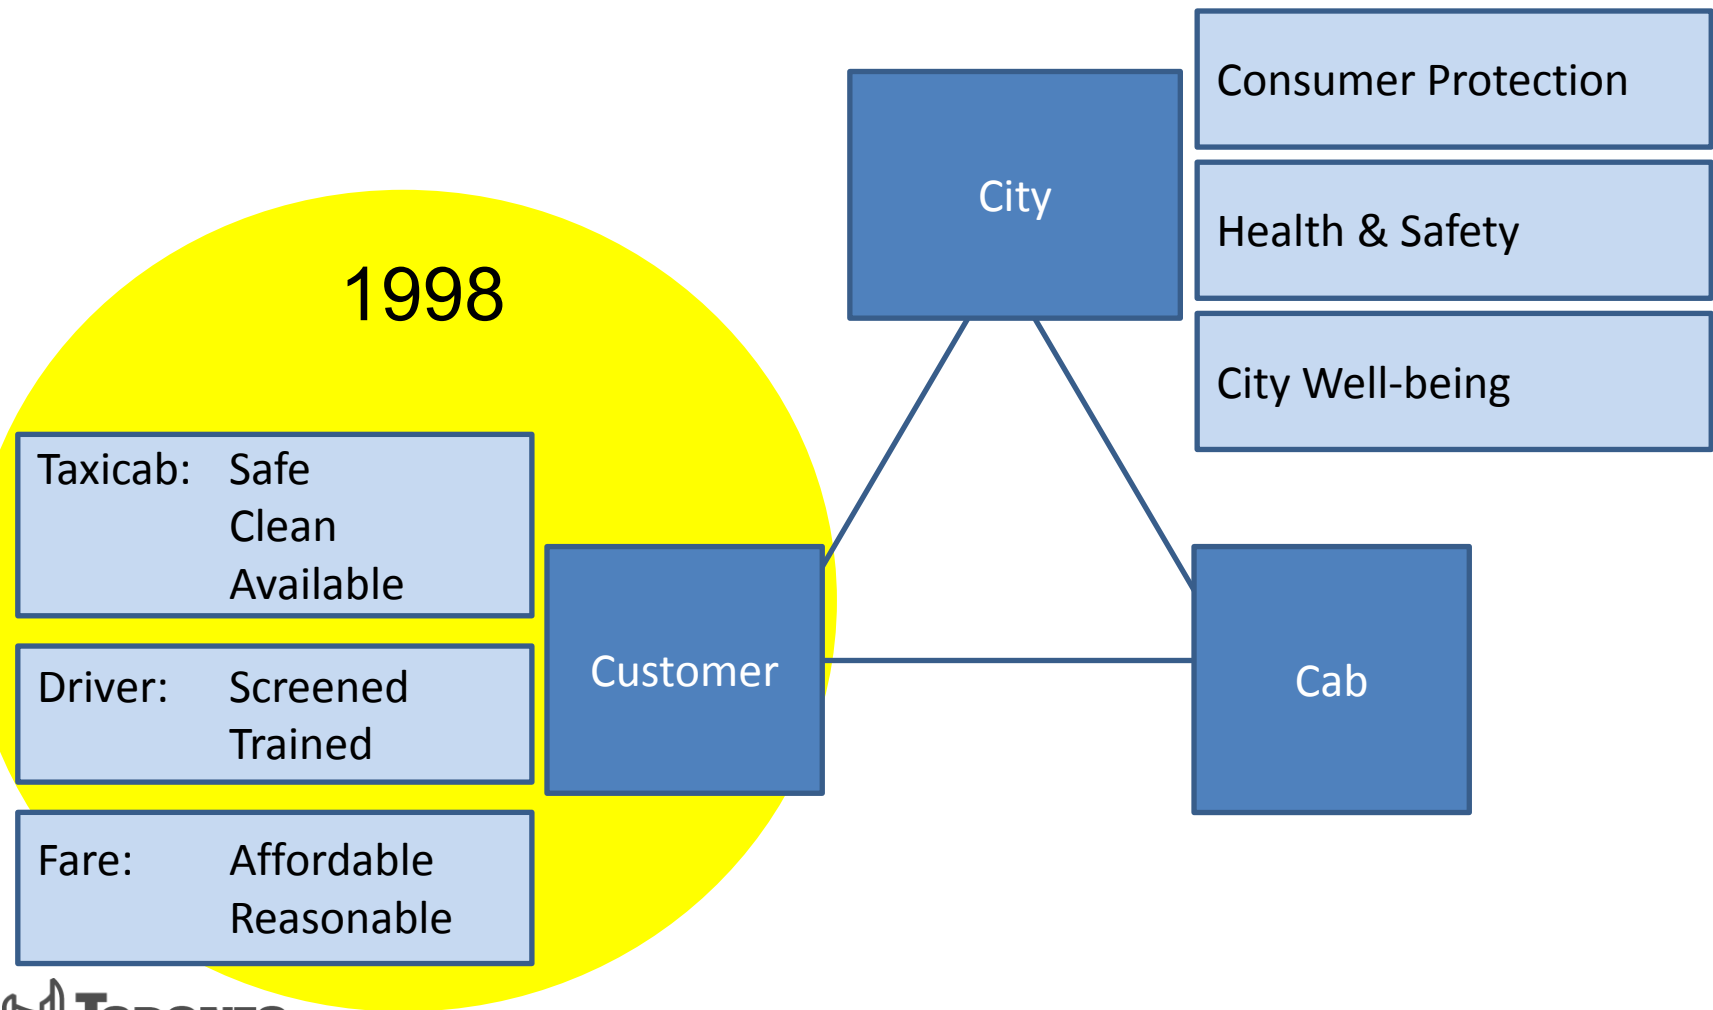 Consumer Protection
City
Health & Safety
1998
City Well-being
Taxicab: Safe
Clean
Available
Customer
Cab
Driver: Screened
Trained
Fare: Affordable
Reasonable